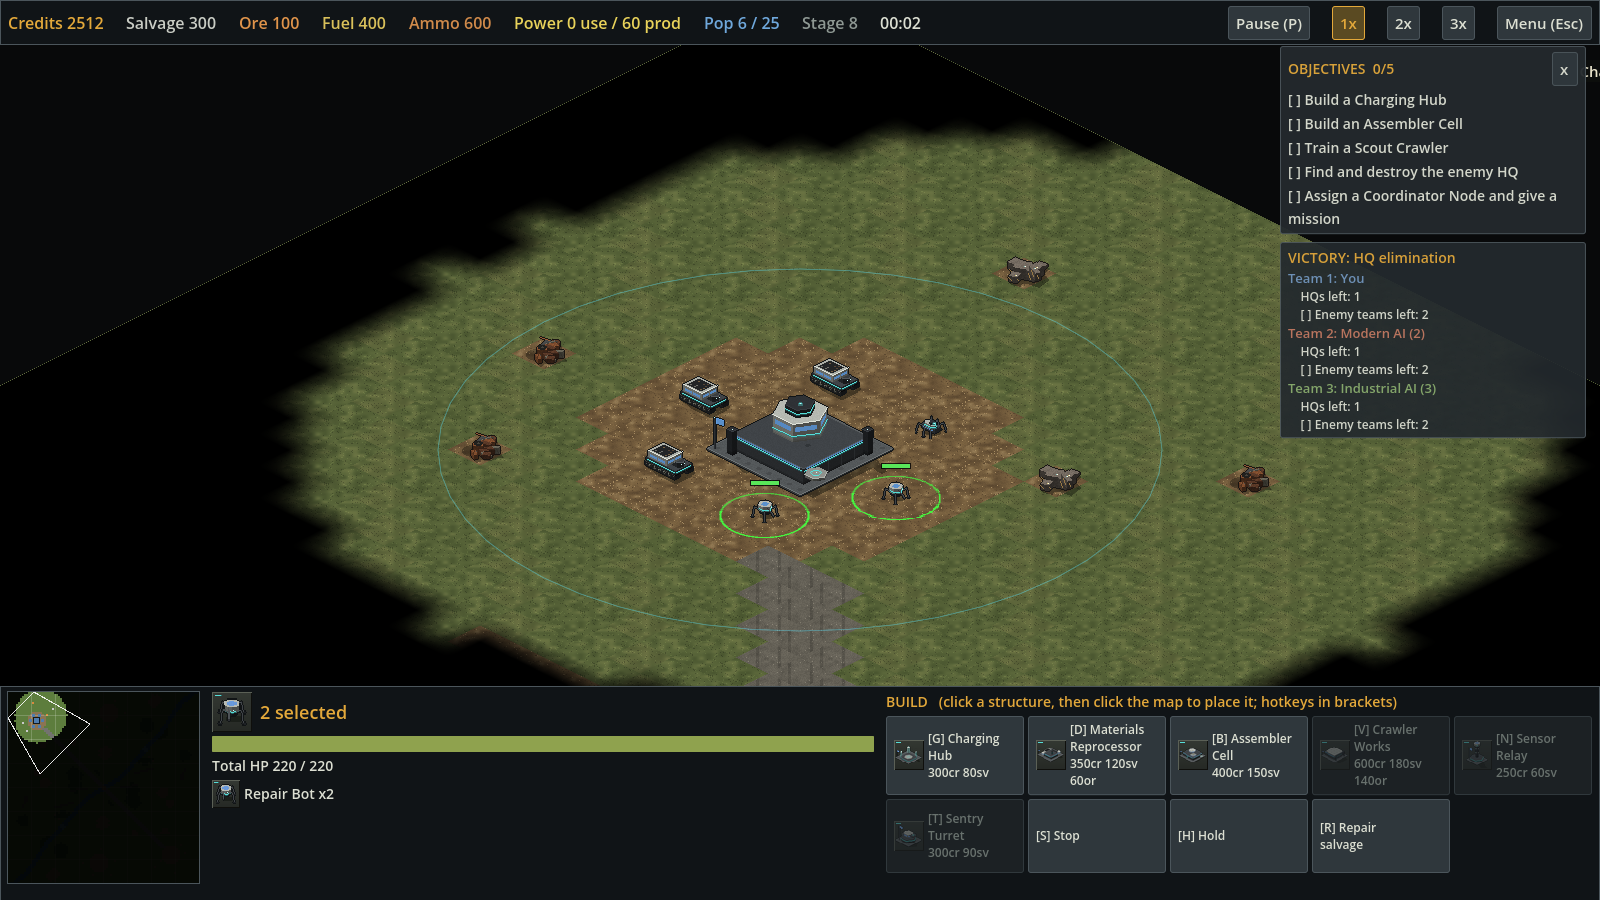 Credits 2512 Salvage 300 Ore 100 Fuel 400 Ammo 600 Power 0 use / 60 prod Pop 6 / 25 Stage 8 00:02 Pause (P) 1x 2x 3x Menu (Esc)
OBJECTIVES 0/5 x
[ ] Build a Charging Hub
[ ] Build an Assembler Cell
[ ] Train a Scout Crawler
[ ] Find and destroy the enemy HQ
[ ] Assign a Coordinator Node and give a
mission
VICTORY: HQ elimination
Team 1: You
HQs left: 1
[ ] Enemy teams left: 2
Team 2: Modern AI (2)
HQs left: 1
[ ] Enemy teams left: 2
Team 3: Industrial AI (3)
HQs left: 1
[ ] Enemy teams left: 2
2 selected
Total HP 220 / 220
Repair Bot x2
BUILD (click a structure, then click the map to place it; hotkeys in brackets)
[G] Charging
Hub
300cr 80sv
[D] Materials
Reprocessor
350cr 120sv
60or
[B] Assembler
Cell
400cr 150sv
[V] Crawler
Works
600cr 180sv
140or
[N] Sensor
Relay
250cr 60sv
[T] Sentry
Turret
300cr 90sv
[S] Stop
[H] Hold
[R] Repair
salvage